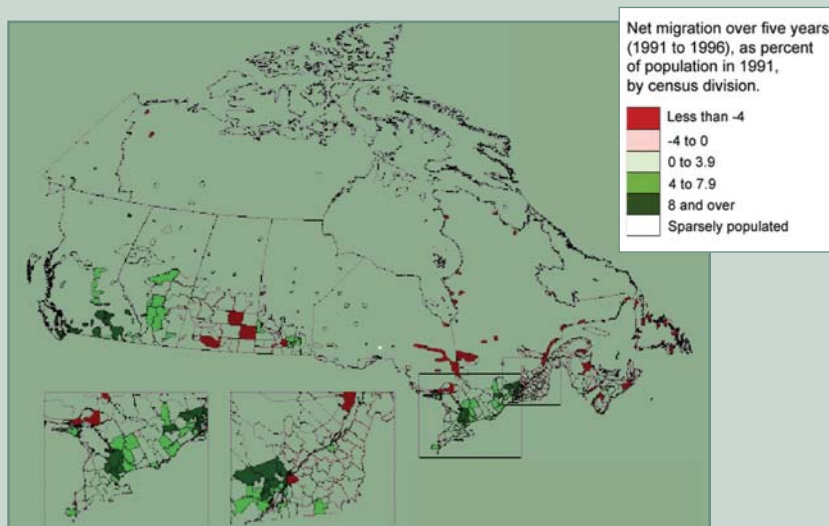 Net migration over five years
(1991 to 1996), as percent
of population in 1991,
by census division.
Less than -4
-4 to 0
0 to 3.9
4 to 7.9
8 and over
Sparsely populated